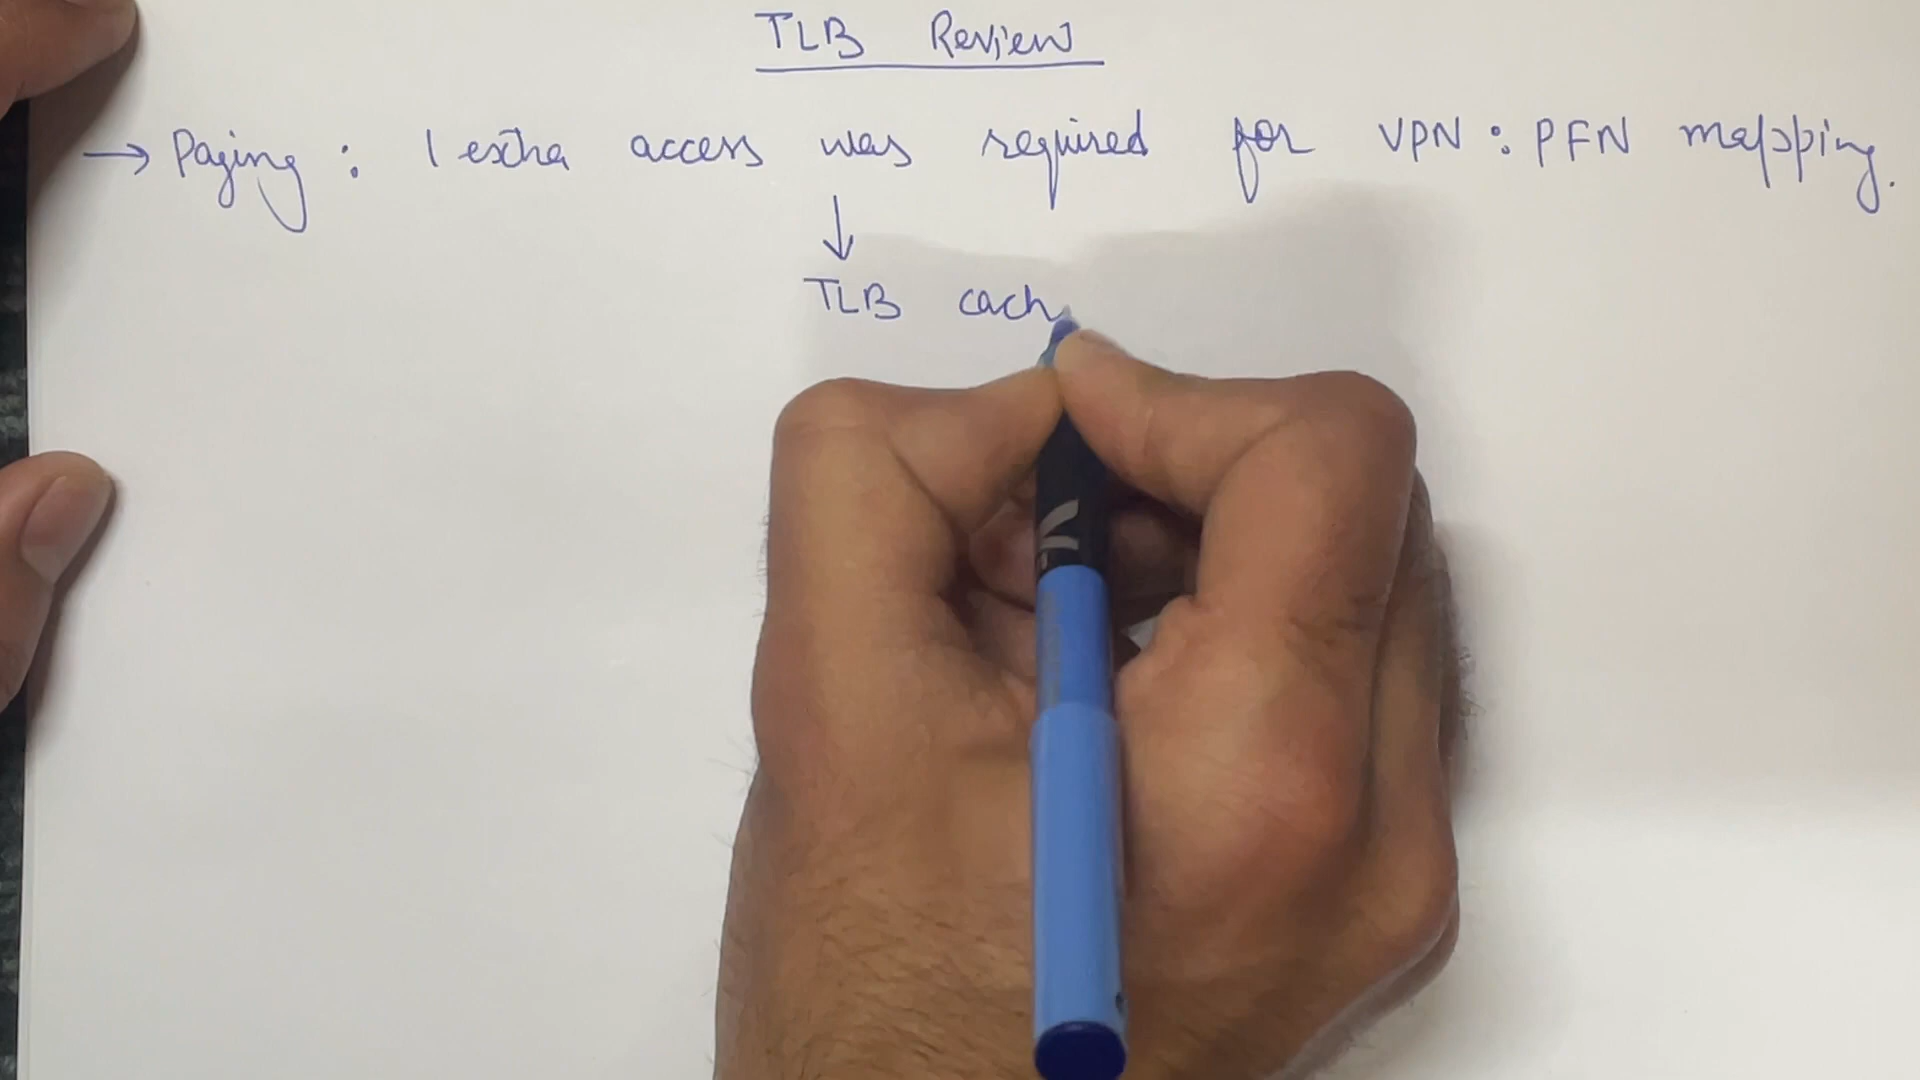 TLB Review
→ Paging : 1 extra access was required for VPN : PFN mapping.
↓
TLB cach